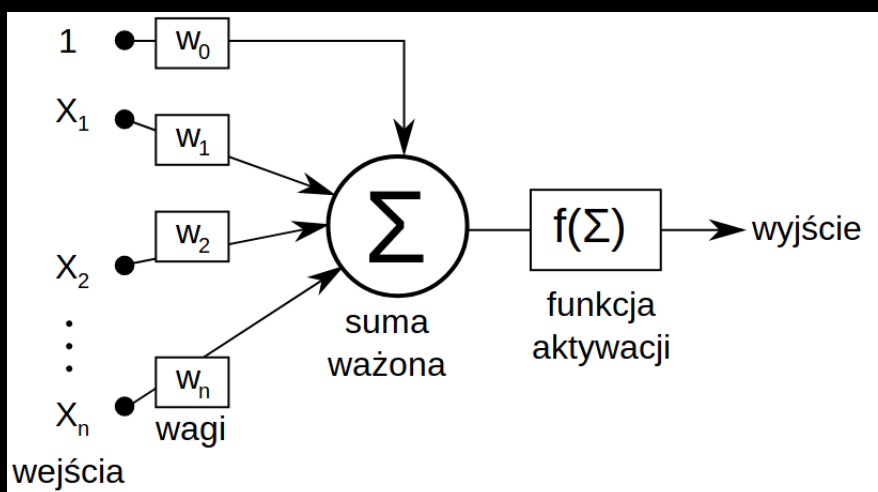 1
w0
X1
w1
X2
w2
⋮
Xn
wn
wejścia
wagi
Σ
suma
ważona
f(Σ)
funkcja
aktywacji
wyjście